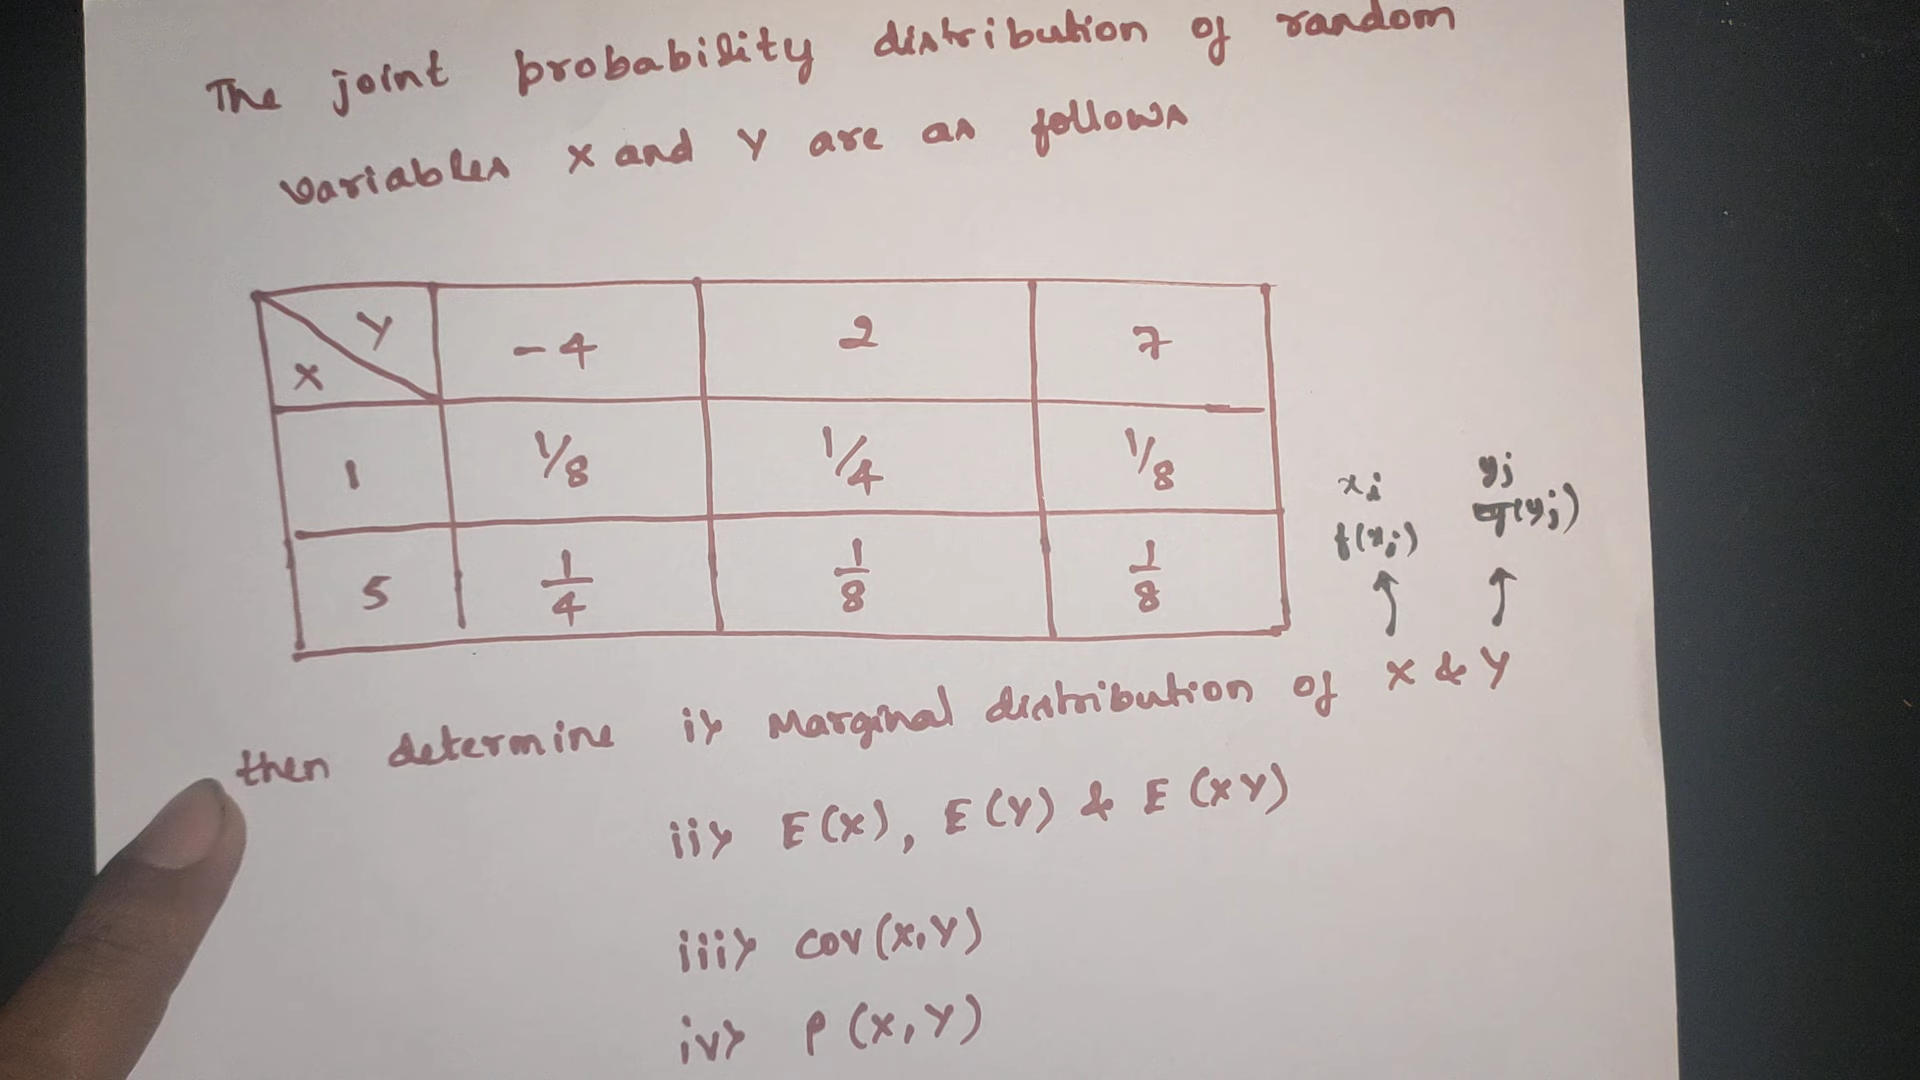 The joint probability distribution of random
variables X and Y are as follows
Y
X -4 2 7
1 1/8 1/4 1/8
5 1/4 1/8 1/8
xi yj
f(xi) g(yj)
↑ ↑
then determine i> Marginal distribution of X & Y
ii> E(X), E(Y) & E(XY)
iii> cov(X,Y)
iv> ρ(X,Y)